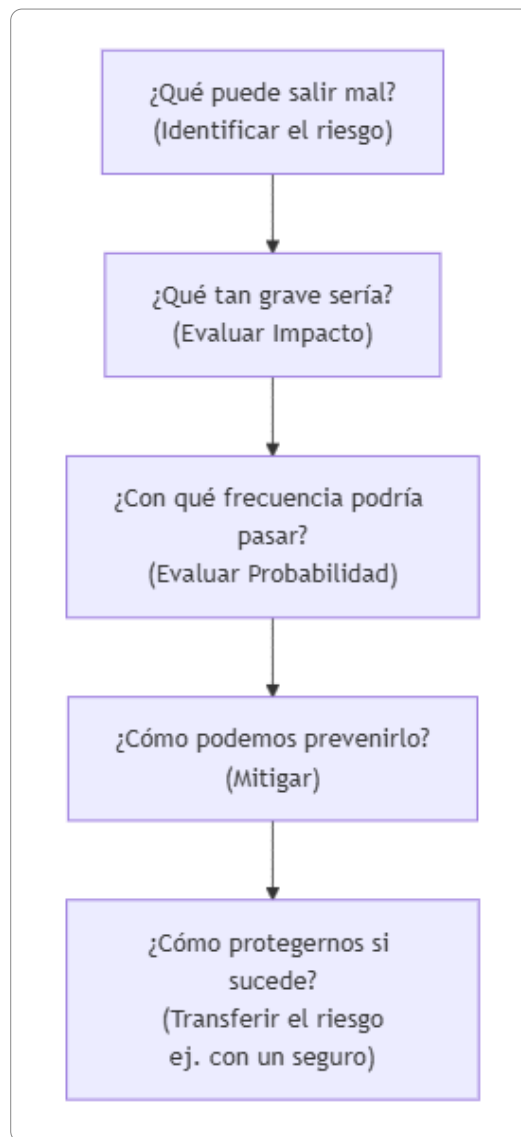 ¿Qué puede salir mal?
(Identificar el riesgo)
¿Qué tan grave sería?
(Evaluar Impacto)
¿Con qué frecuencia podría
pasar?
(Evaluar Probabilidad)
¿Cómo podemos prevenirlo?
(Mitigar)
¿Cómo protegernos si
sucede?
(Transferir el riesgo
ej. con un seguro)